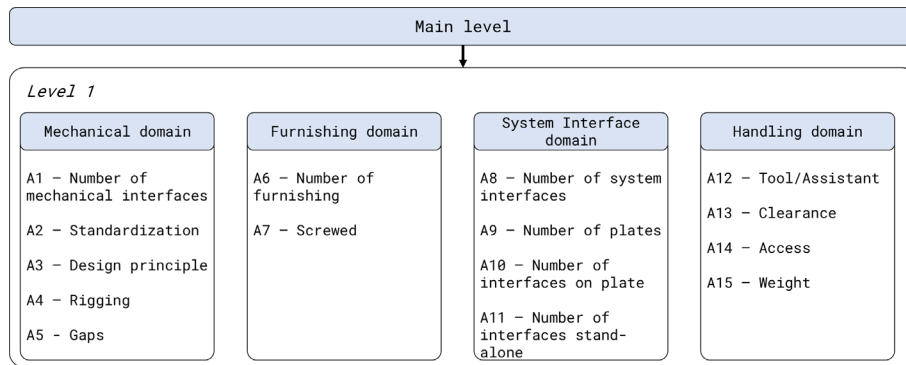 Main level
Level 1
Mechanical domain
A1 – Number of
mechanical interfaces
A2 – Standardization
A3 – Design principle
A4 – Rigging
A5 - Gaps
Furnishing domain
A6 – Number of
furnishing
A7 – Screwed
System Interface
domain
A8 – Number of system
interfaces
A9 – Number of plates
A10 – Number of
interfaces on plate
A11 – Number of
interfaces stand-
alone
Handling domain
A12 – Tool/Assistant
A13 – Clearance
A14 – Access
A15 – Weight